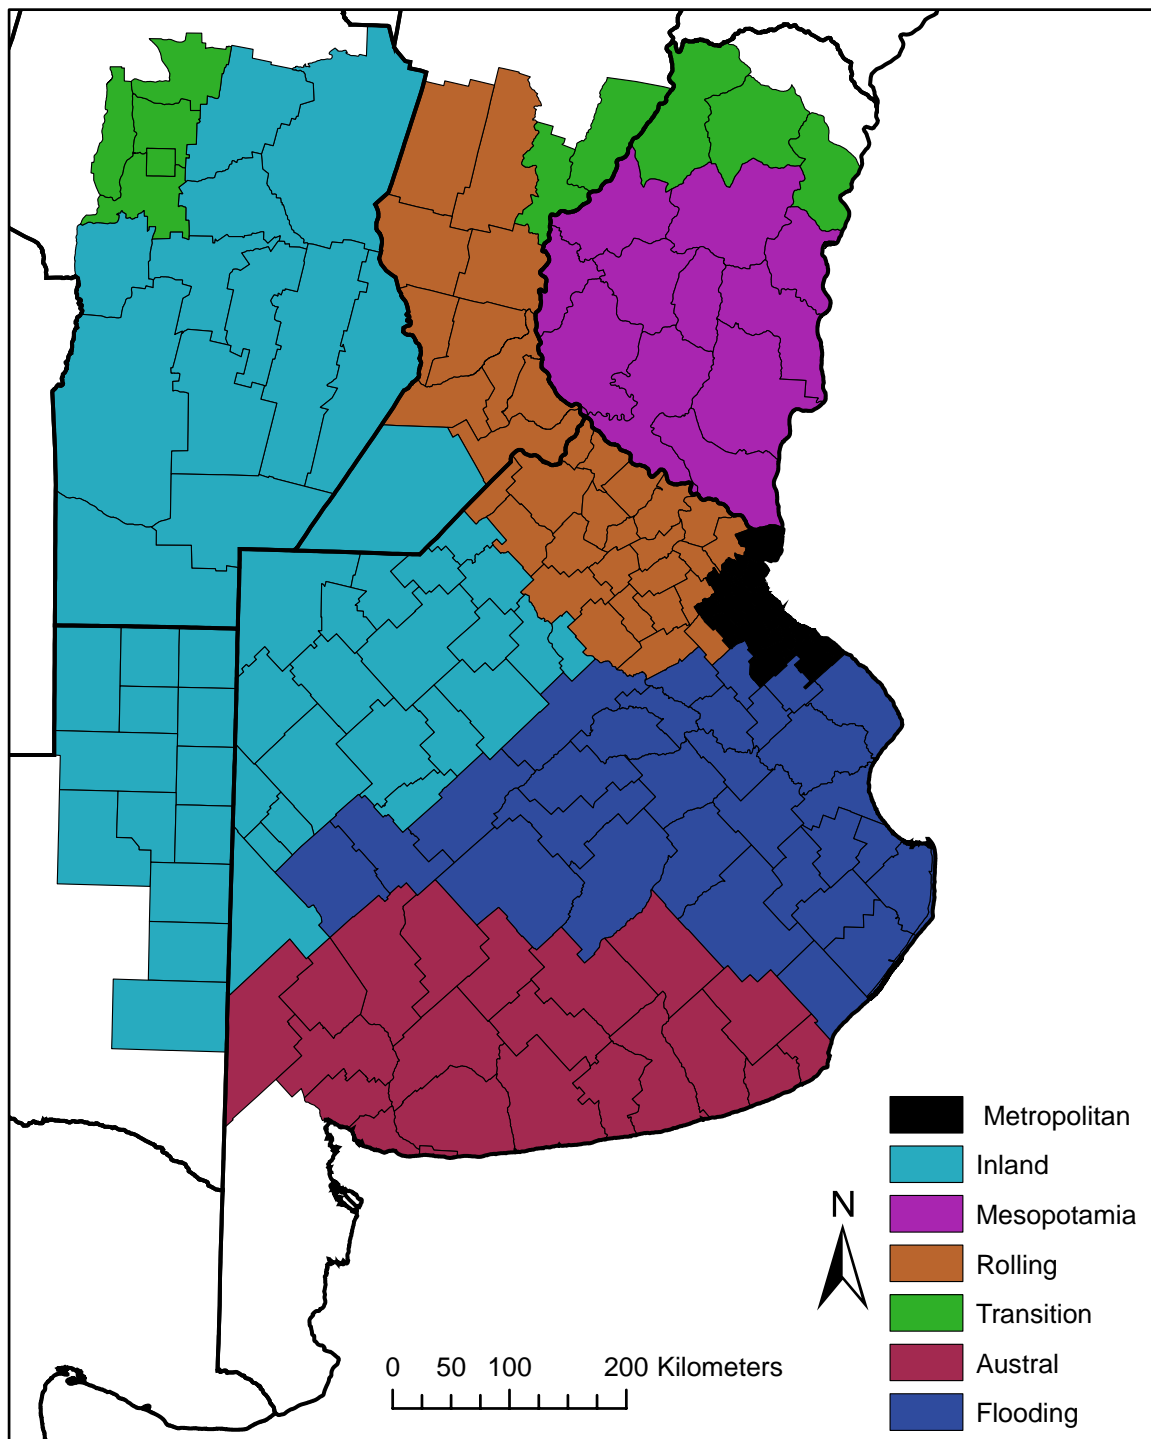 Metropolitan
Inland
Mesopotamia
Rolling
Transition
Austral
Flooding
N
0 50 100 200 Kilometers